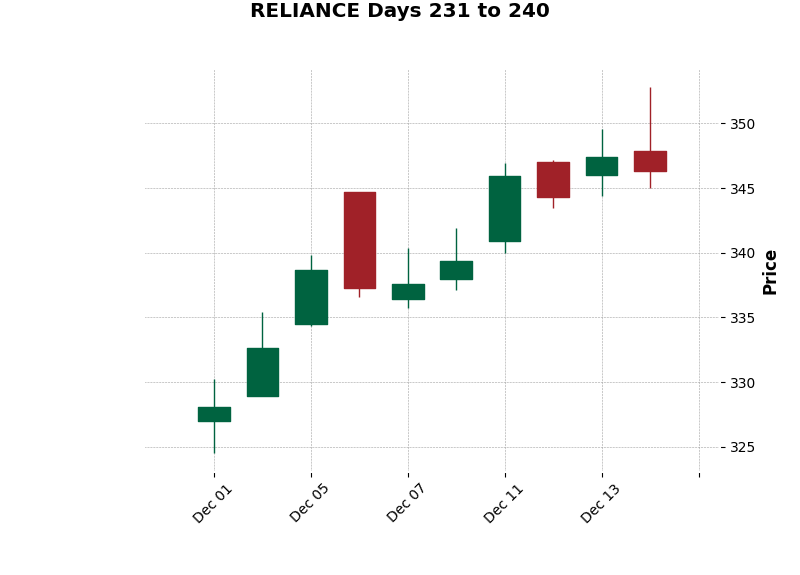 RELIANCE Days 231 to 240
350
345
340
335
330
325
Price
Dec 01
Dec 05
Dec 07
Dec 11
Dec 13